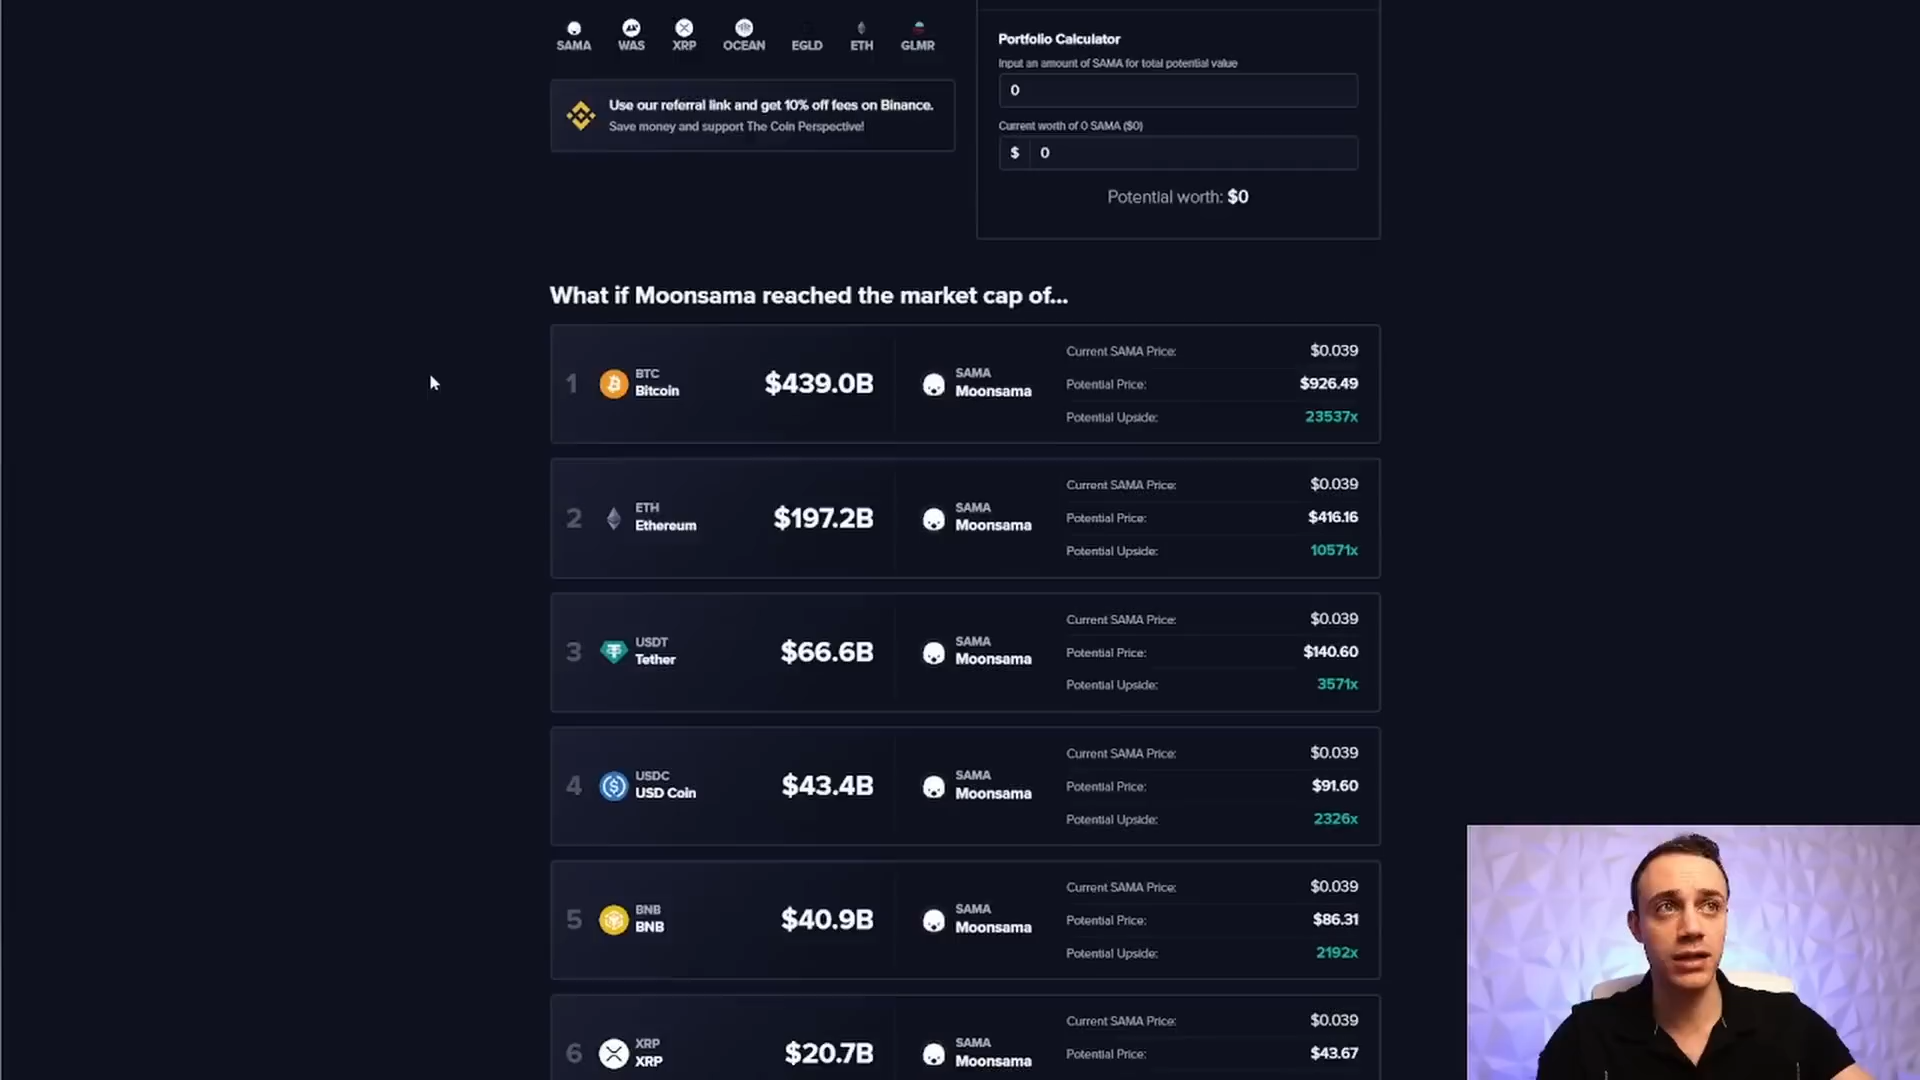 SAMA WAS XRP OCEAN EGLD ETH GLMR
Use our referral link and get 10% off fees on Binance.
Save money and support The Coin Perspective!
Portfolio Calculator
Input an amount of SAMA for total potential value
0
Current worth of 0 SAMA ($0)
$ 0
Potential worth: $0
What if Moonsama reached the market cap of...
1
BTC
Bitcoin
$439.0B
SAMA
Moonsama
Current SAMA Price: $0.039
Potential Price: $926.49
Potential Upside: 23537x
2
ETH
Ethereum
$197.2B
SAMA
Moonsama
Current SAMA Price: $0.039
Potential Price: $416.16
Potential Upside: 10571x
3
USDT
Tether
$66.6B
SAMA
Moonsama
Current SAMA Price: $0.039
Potential Price: $140.60
Potential Upside: 3571x
4
USDC
USD Coin
$43.4B
SAMA
Moonsama
Current SAMA Price: $0.039
Potential Price: $91.60
Potential Upside: 2326x
5
BNB
BNB
$40.9B
SAMA
Moonsama
Current SAMA Price: $0.039
Potential Price: $86.31
Potential Upside: 2192x
6
XRP
XRP
$20.7B
SAMA
Moonsama
Current SAMA Price: $0.039
Potential Price: $43.67